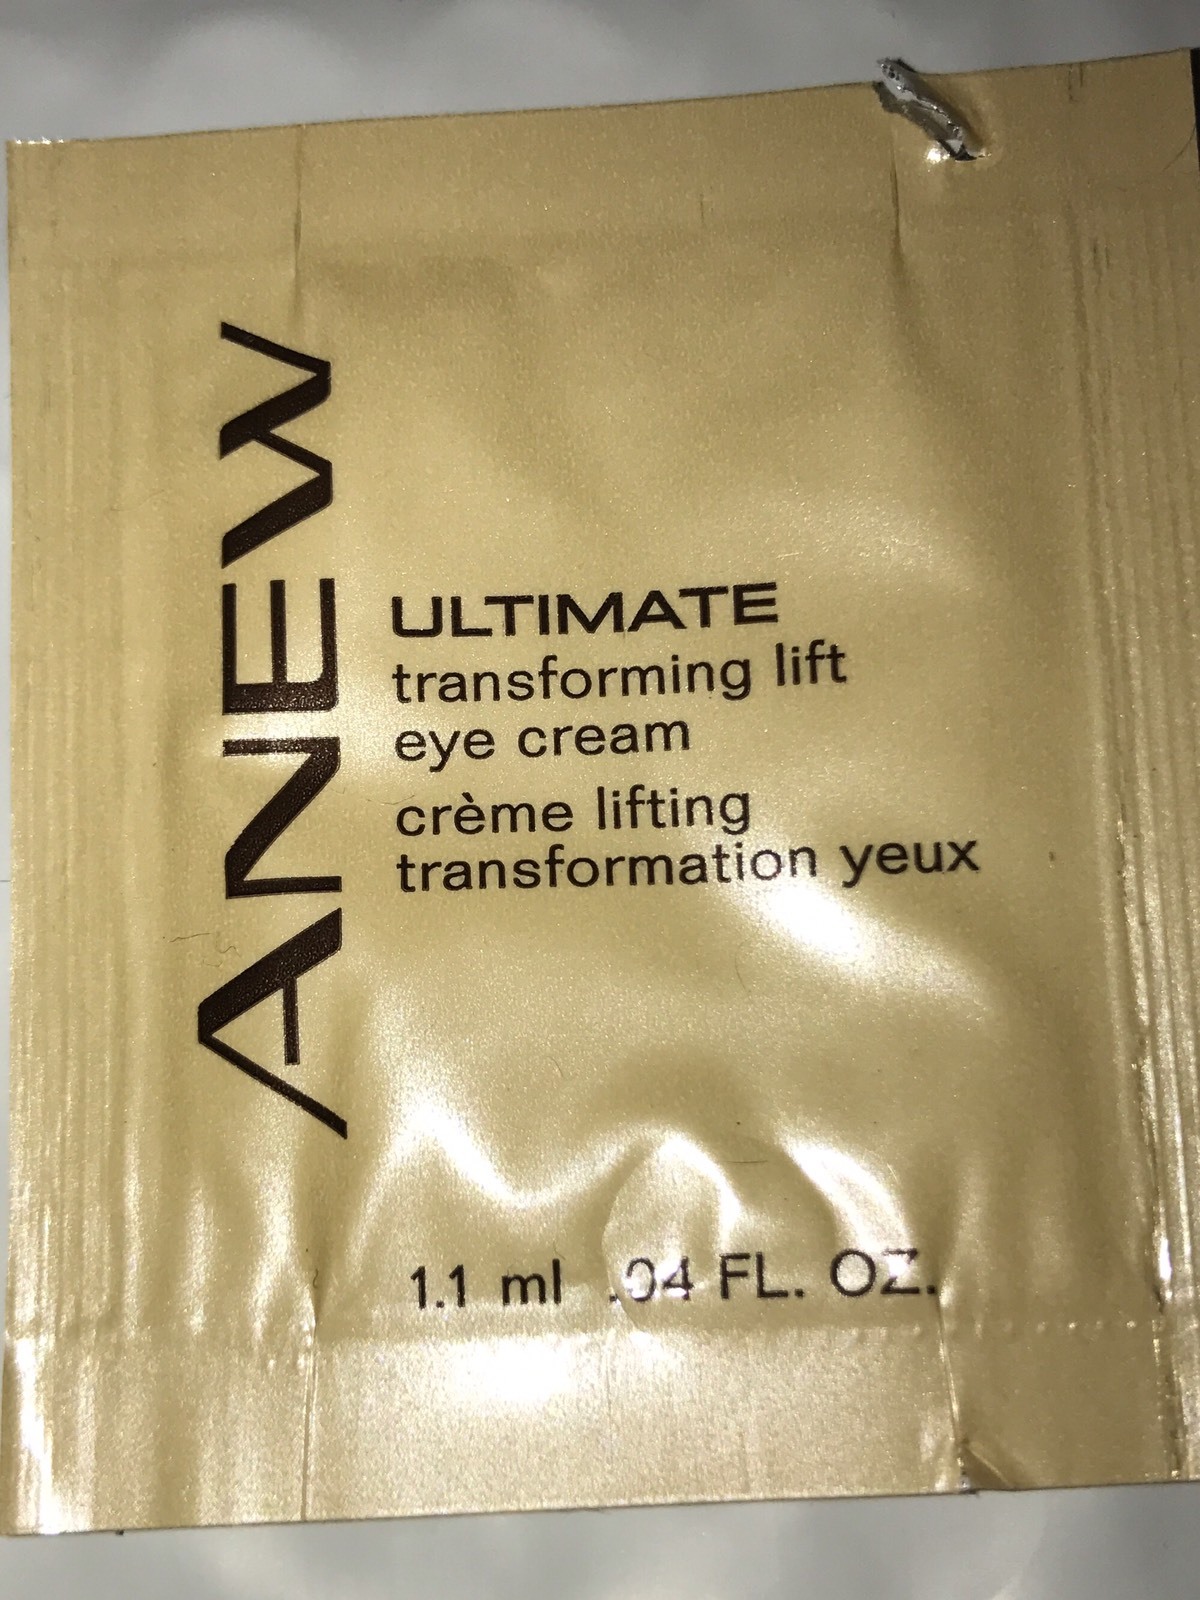 ANEW
ULTIMATE
transforming lift
eye cream
crème lifting
transformation yeux
1.1 ml .04 FL. OZ.